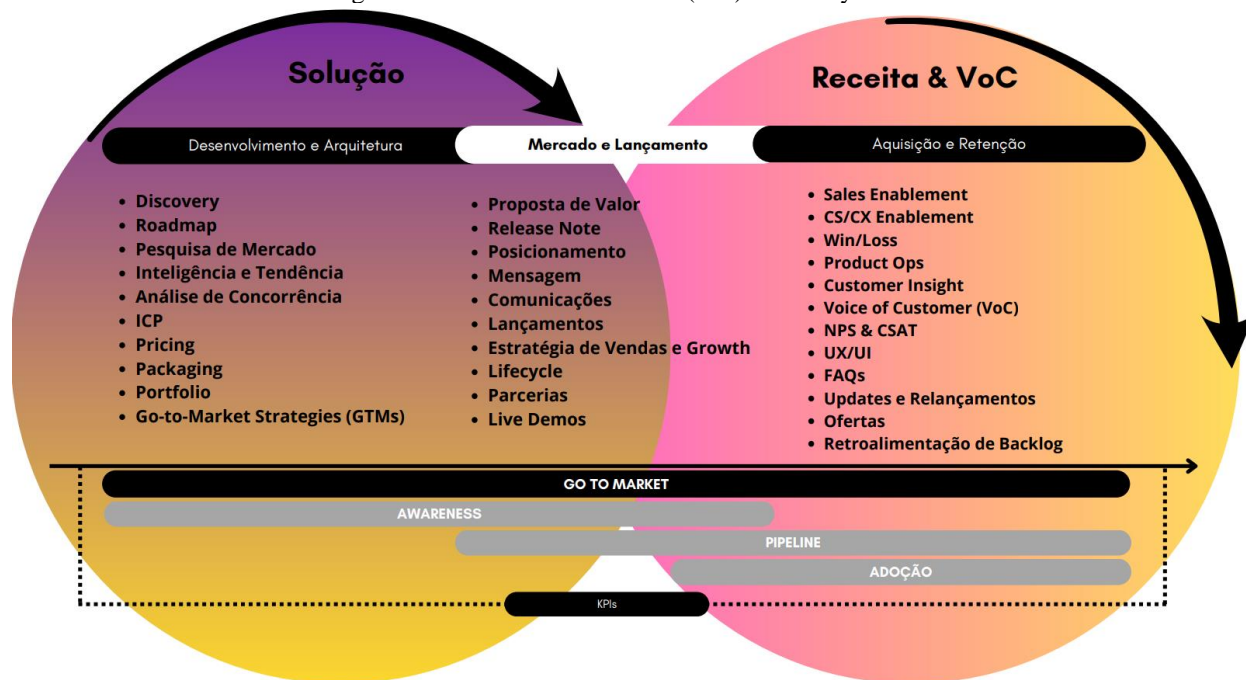 Solução
Receita & VoC
Desenvolvimento e Arquitetura
Mercado e Lançamento
Aquisição e Retenção
• Discovery
• Roadmap
• Pesquisa de Mercado
• Inteligência e Tendência
• Análise de Concorrência
• ICP
• Pricing
• Packaging
• Portfolio
• Go-to-Market Strategies (GTMs)
• Proposta de Valor
• Release Note
• Posicionamento
• Mensagem
• Comunicações
• Lançamentos
• Estratégia de Vendas e Growth
• Lifecycle
• Parcerias
• Live Demos
• Sales Enablement
• CS/CX Enablement
• Win/Loss
• Product Ops
• Customer Insight
• Voice of Customer (VoC)
• NPS & CSAT
• UX/UI
• FAQs
• Updates e Relançamentos
• Ofertas
• Retroalimentação de Backlog
GO TO MARKET
AWARENESS
PIPELINE
ADOÇÃO
KPIs